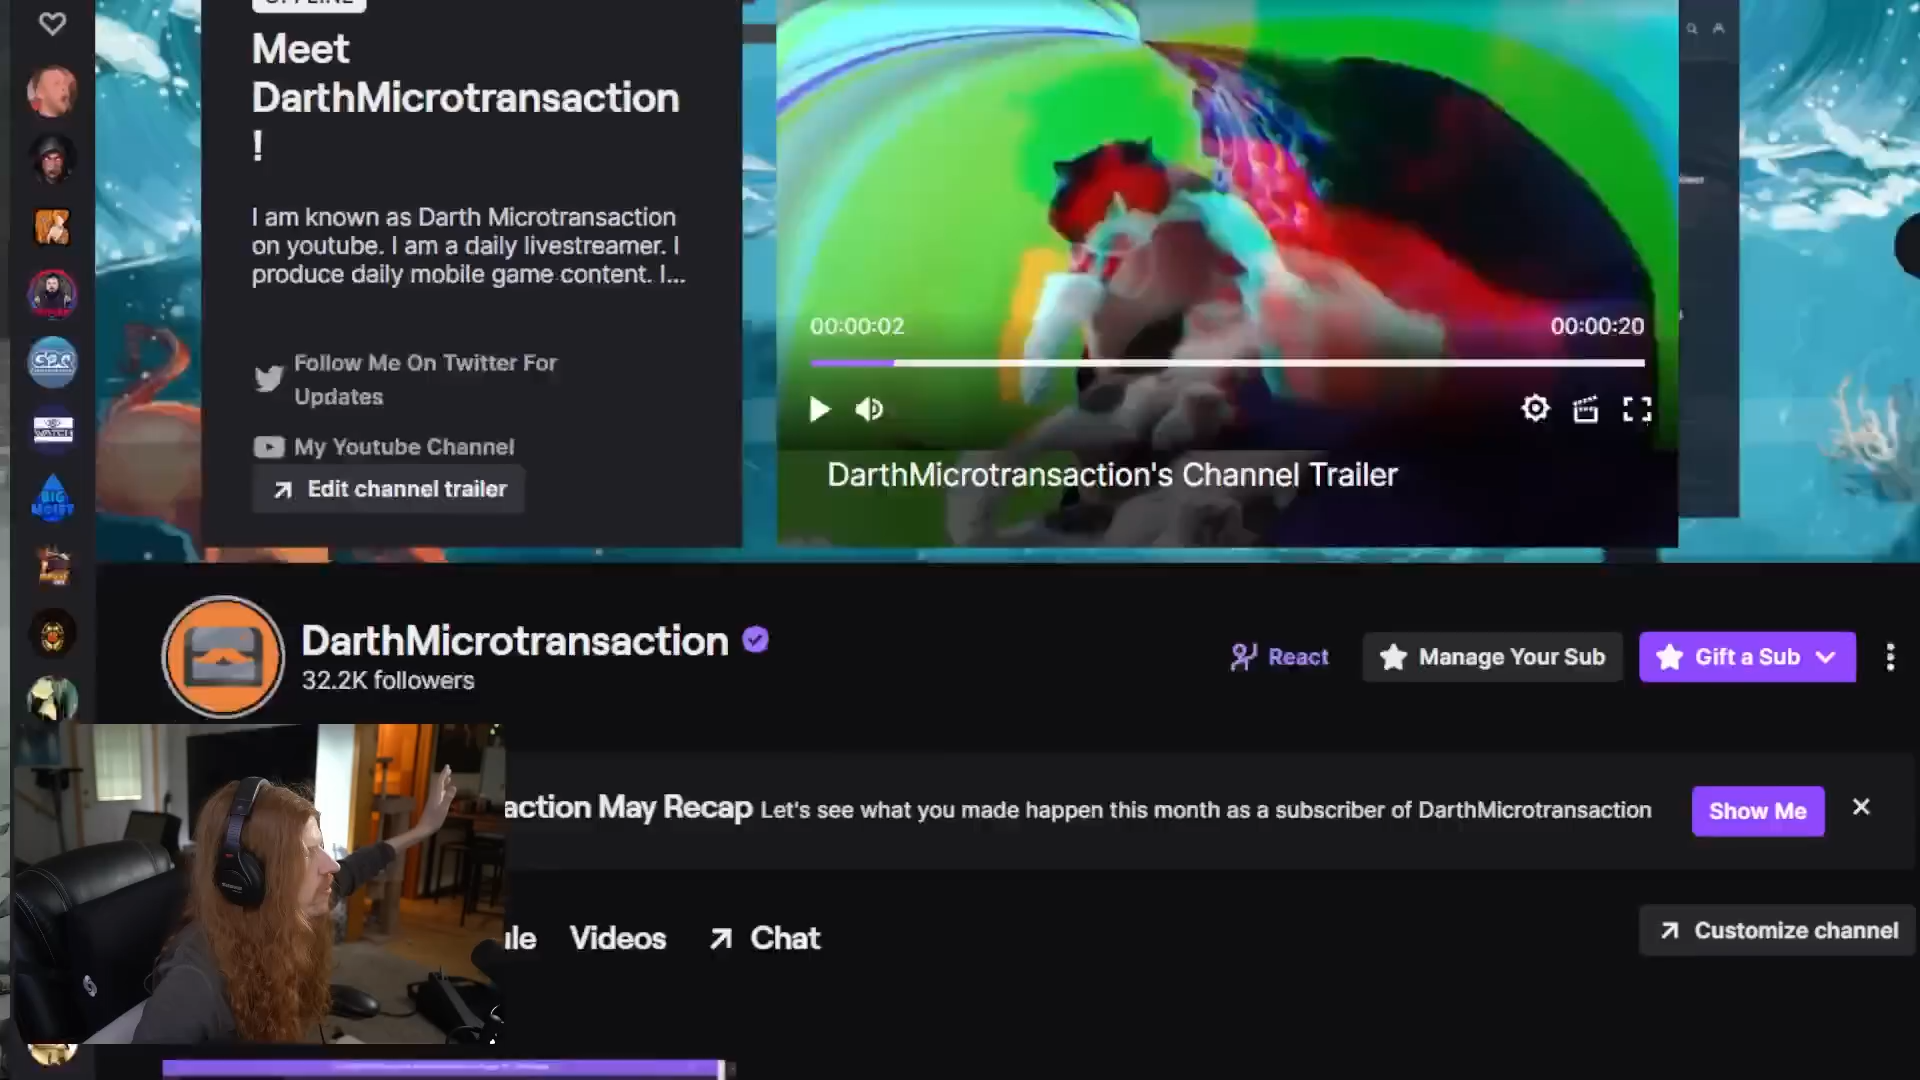 OFFLINE
Meet
DarthMicrotransaction
!
I am known as Darth Microtransaction
on youtube. I am a daily livestreamer. I
produce daily mobile game content. I...
Follow Me On Twitter For
Updates
My Youtube Channel
Edit channel trailer
00:00:02
00:00:20
DarthMicrotransaction's Channel Trailer
BIG
MOIST
DarthMicrotransaction
32.2K followers
React
Manage Your Sub
Gift a Sub
action May Recap Let's see what you made happen this month as a subscriber of DarthMicrotransaction
Show Me
ule
Videos
Chat
Customize channel